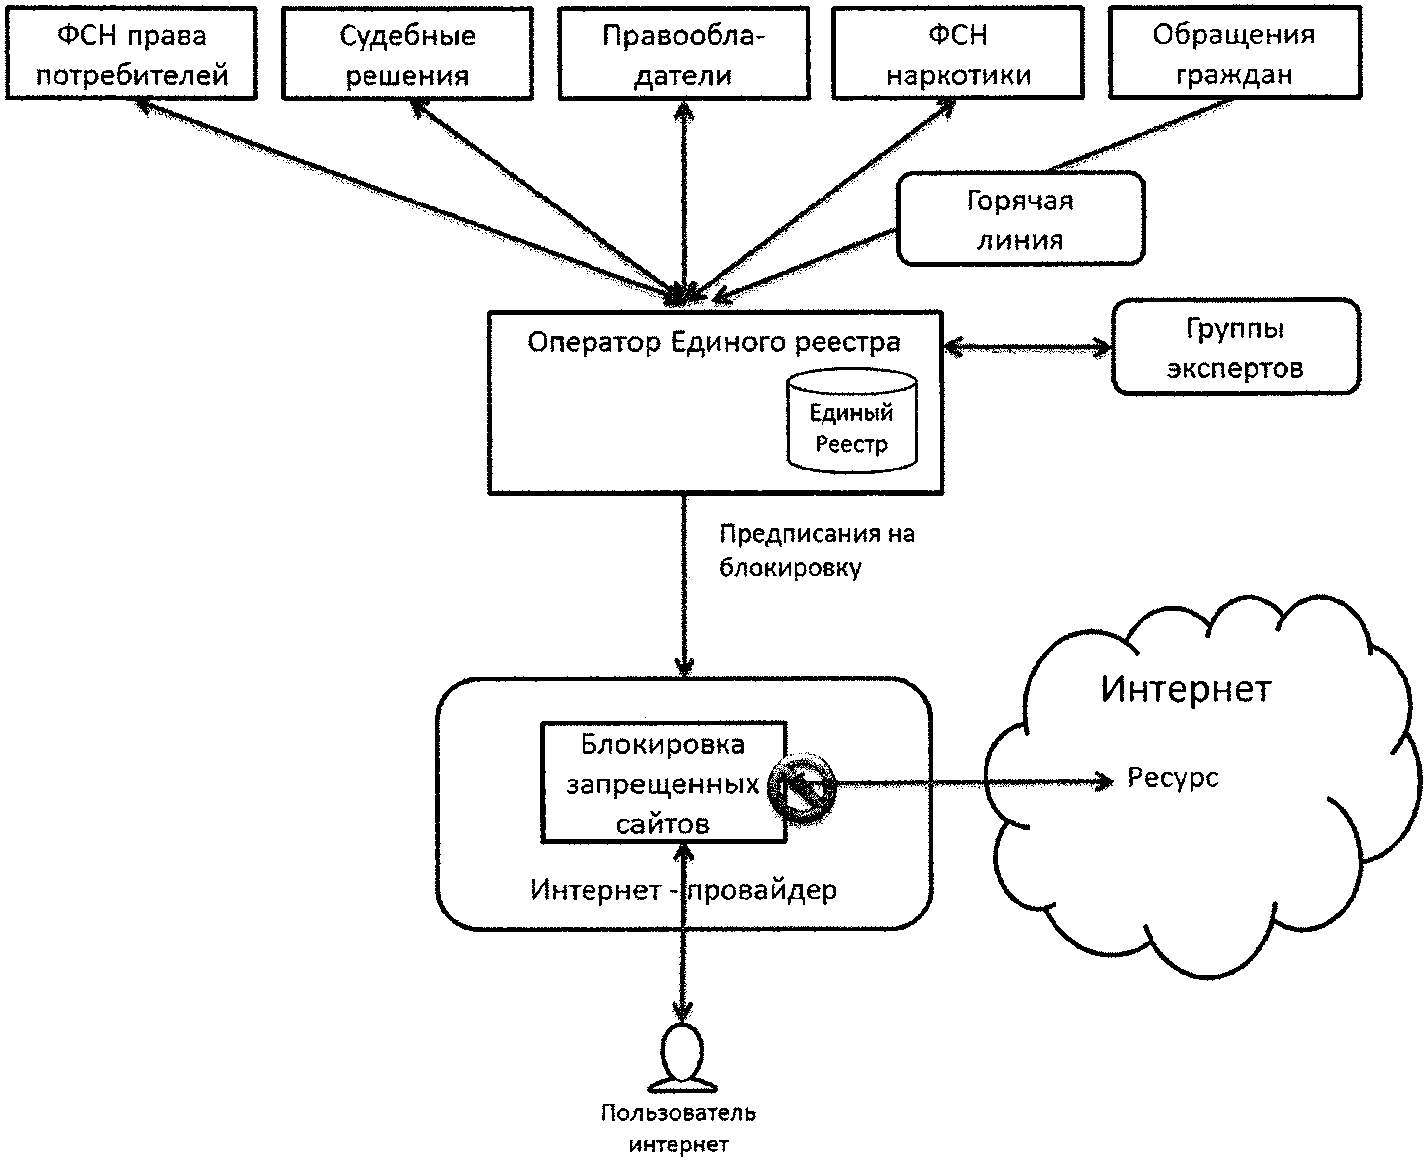 ФСН права
потребителей
Судебные
решения
Правообла-
датели
ФСН
наркотики
Обращения
граждан
Горячая
линия
Оператор Единого реестра
Единый
Реестр
Группы
экспертов
Предписания на
блокировку
Интернет
Ресурс
Блокировка
запрещенных
сайтов
Интернет - провайдер
Пользователь
интернет